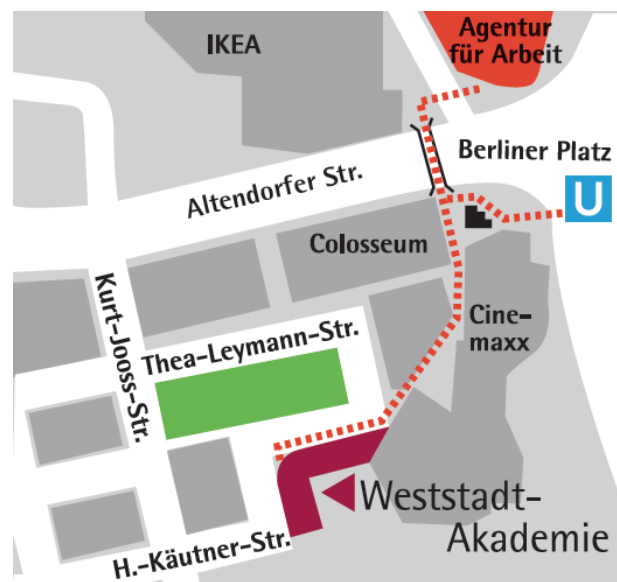 IKEA
Agentur
für Arbeit
Berliner Platz
U
Altendorfer Str.
Colosseum
Kurt-Jooss-Str.
Thea-Leymann-Str.
Cine-
maxx
Weststadt-
Akademie
H.-Käutner-Str.